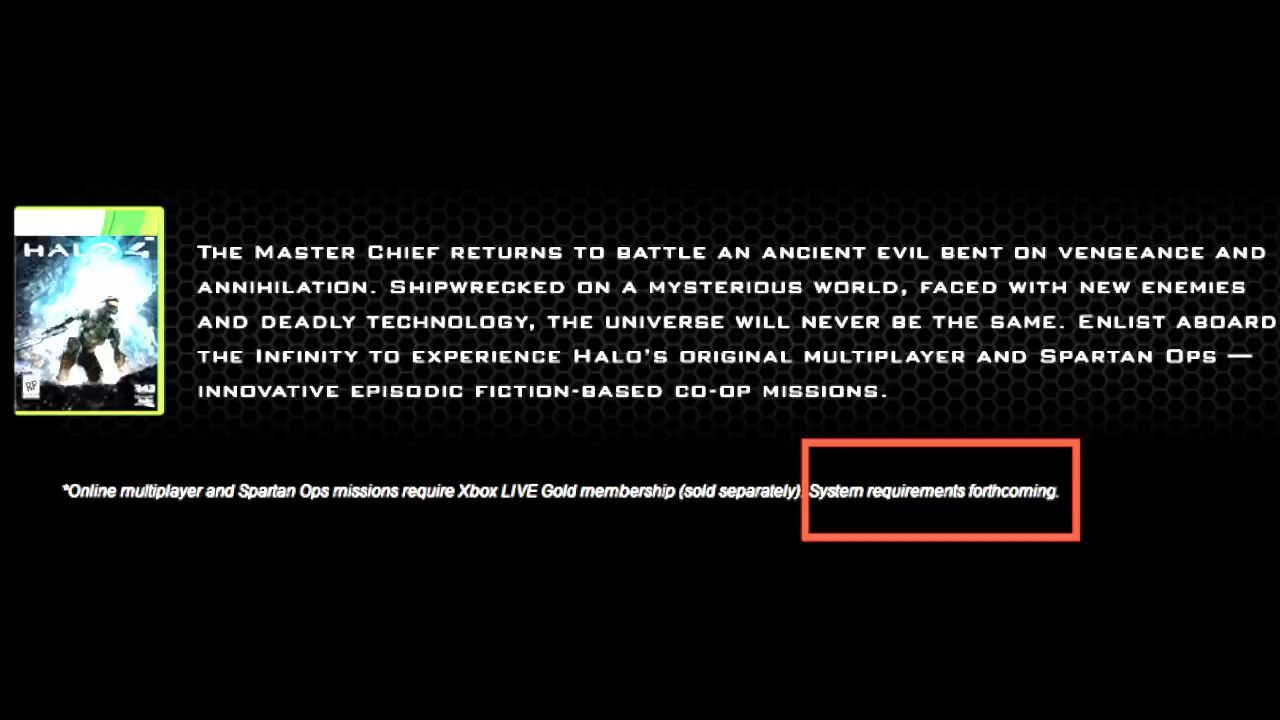 HALO 4
THE MASTER CHIEF RETURNS TO BATTLE AN ANCIENT EVIL BENT ON VENGEANCE AND
ANNIHILATION. SHIPWRECKED ON A MYSTERIOUS WORLD, FACED WITH NEW ENEMIES
AND DEADLY TECHNOLOGY, THE UNIVERSE WILL NEVER BE THE SAME. ENLIST ABOARD
THE INFINITY TO EXPERIENCE HALO'S ORIGINAL MULTIPLAYER AND SPARTAN OPS —
INNOVATIVE EPISODIC FICTION-BASED CO-OP MISSIONS.
RP
343
*Online multiplayer and Spartan Ops missions require Xbox LIVE Gold membership (sold separately). System requirements forthcoming.